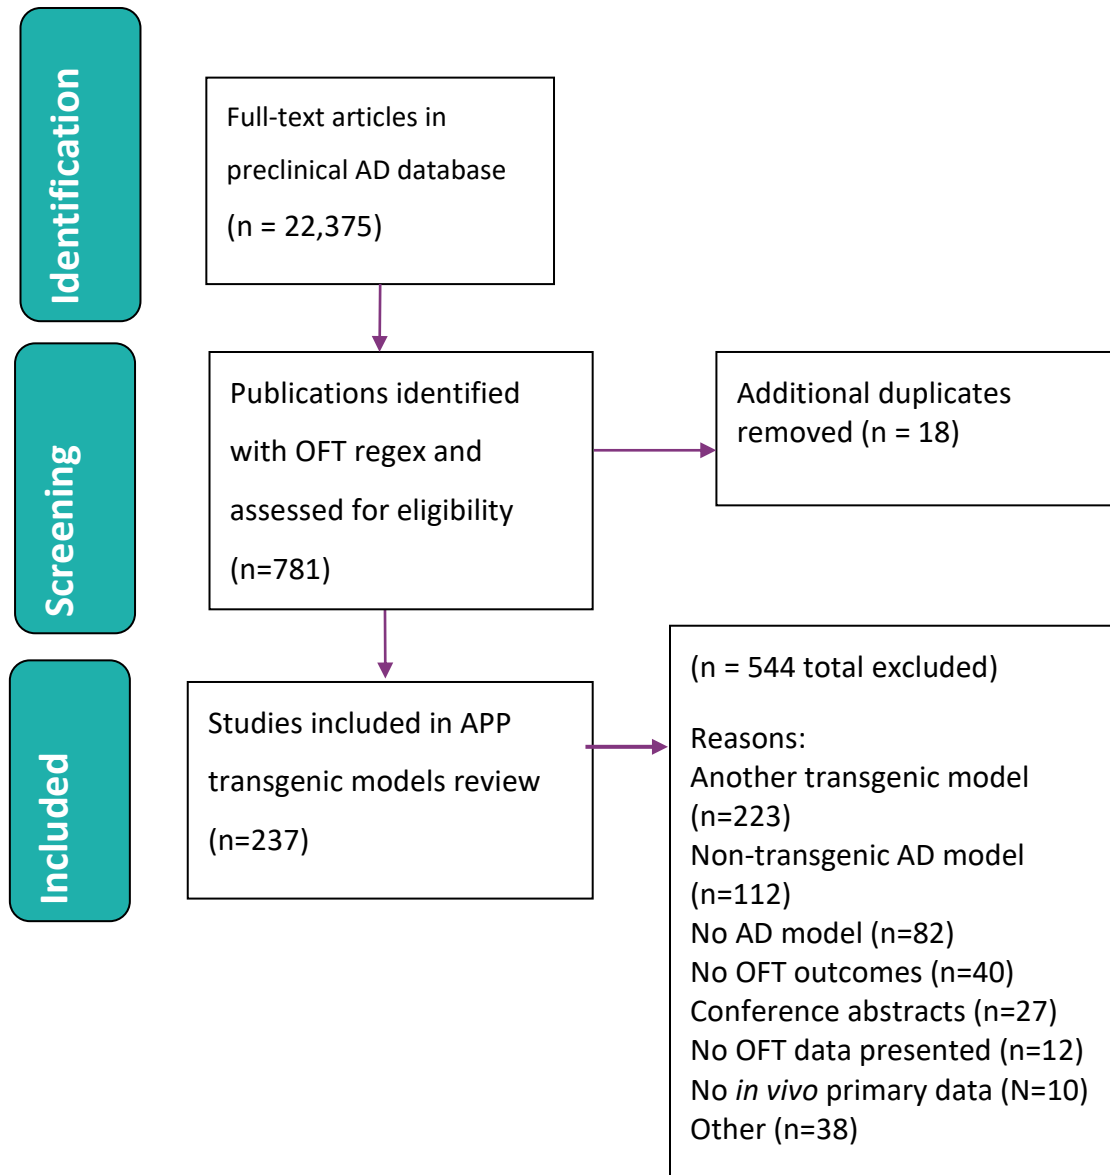 Identification
Full-text articles in
preclinical AD database
(n = 22,375)
Screening
Publications identified
with OFT regex and
assessed for eligibility
(n=781)
Additional duplicates
removed (n = 18)
Included
Studies included in APP
transgenic models review
(n=237)
(n = 544 total excluded)
Reasons:
Another transgenic model
(n=223)
Non-transgenic AD model
(n=112)
No AD model (n=82)
No OFT outcomes (n=40)
Conference abstracts (n=27)
No OFT data presented (n=12)
No in vivo primary data (N=10)
Other (n=38)